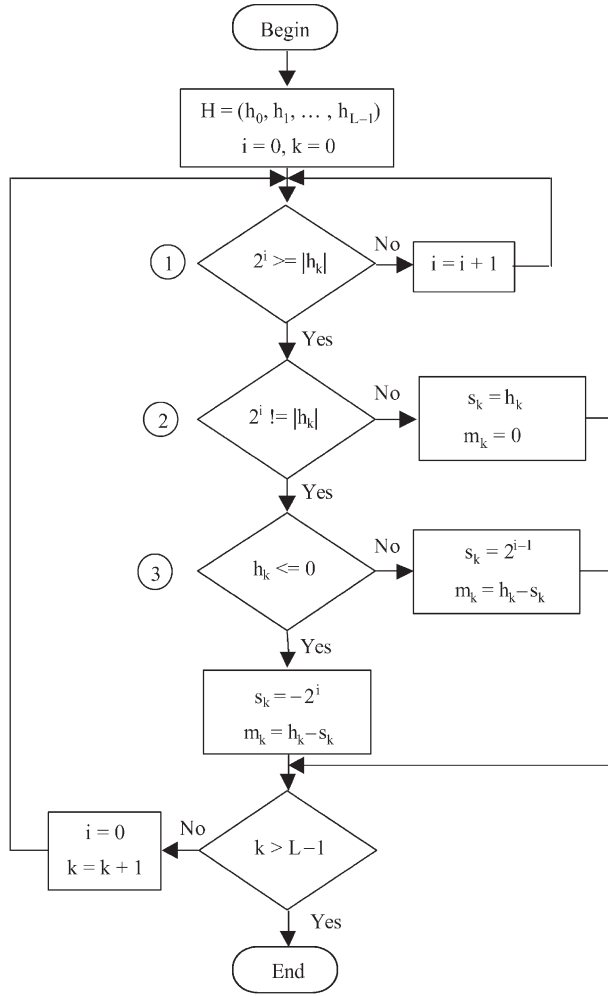 Begin
H = (h₀, h₁, … , h_L₋₁)
i = 0, k = 0
1
2ⁱ >= |hₖ|
No
i = i + 1
Yes
2
2ⁱ != |hₖ|
No
sₖ = hₖ
mₖ = 0
Yes
3
hₖ <= 0
No
sₖ = 2ⁱ⁻¹
mₖ = hₖ−sₖ
Yes
sₖ = −2ⁱ
mₖ = hₖ−sₖ
i = 0
k = k + 1
No
k > L−1
Yes
End